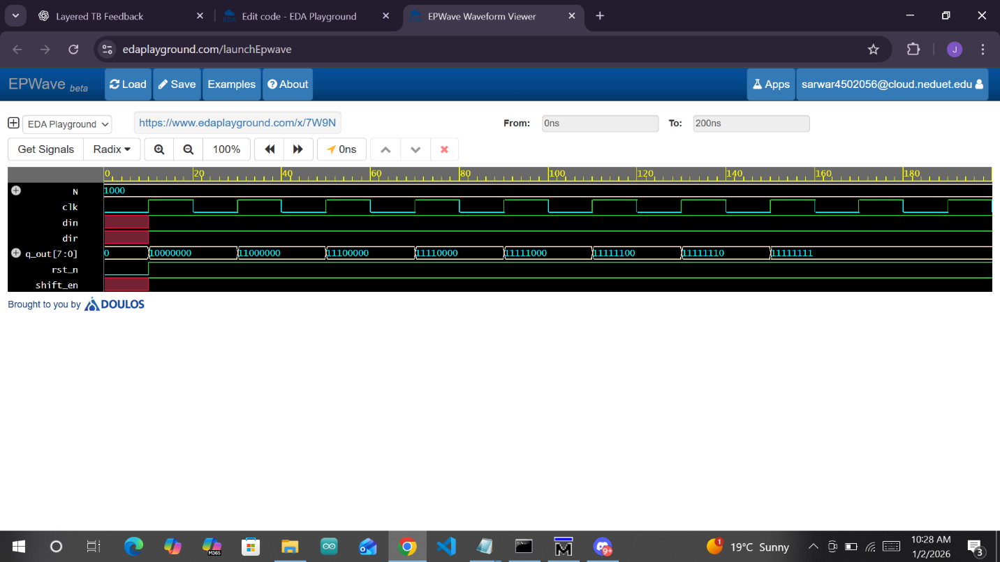 Layered TB Feedback
Edit code - EDA Playground
EPWave Waveform Viewer
edaplayground.com/launchEpwave
J
EPWave beta
Load
Save
Examples
About
Apps
sarwar4502056@cloud.neduet.edu
EDA Playground
https://www.edaplayground.com/x/7W9N
From:
0ns
To:
200ns
Get Signals
Radix
100%
0ns
0 20 40 60 80 100 120 140 160 180
N 1000
clk
din
dir
q_out[7:0] 0 10000000 11000000 11100000 11110000 11111000 11111100 11111110 11111111
rst_n
shift_en
Brought to you by DOULOS
EDA
M365
9+
1
19°C Sunny
10:28 AM
1/2/2026
3